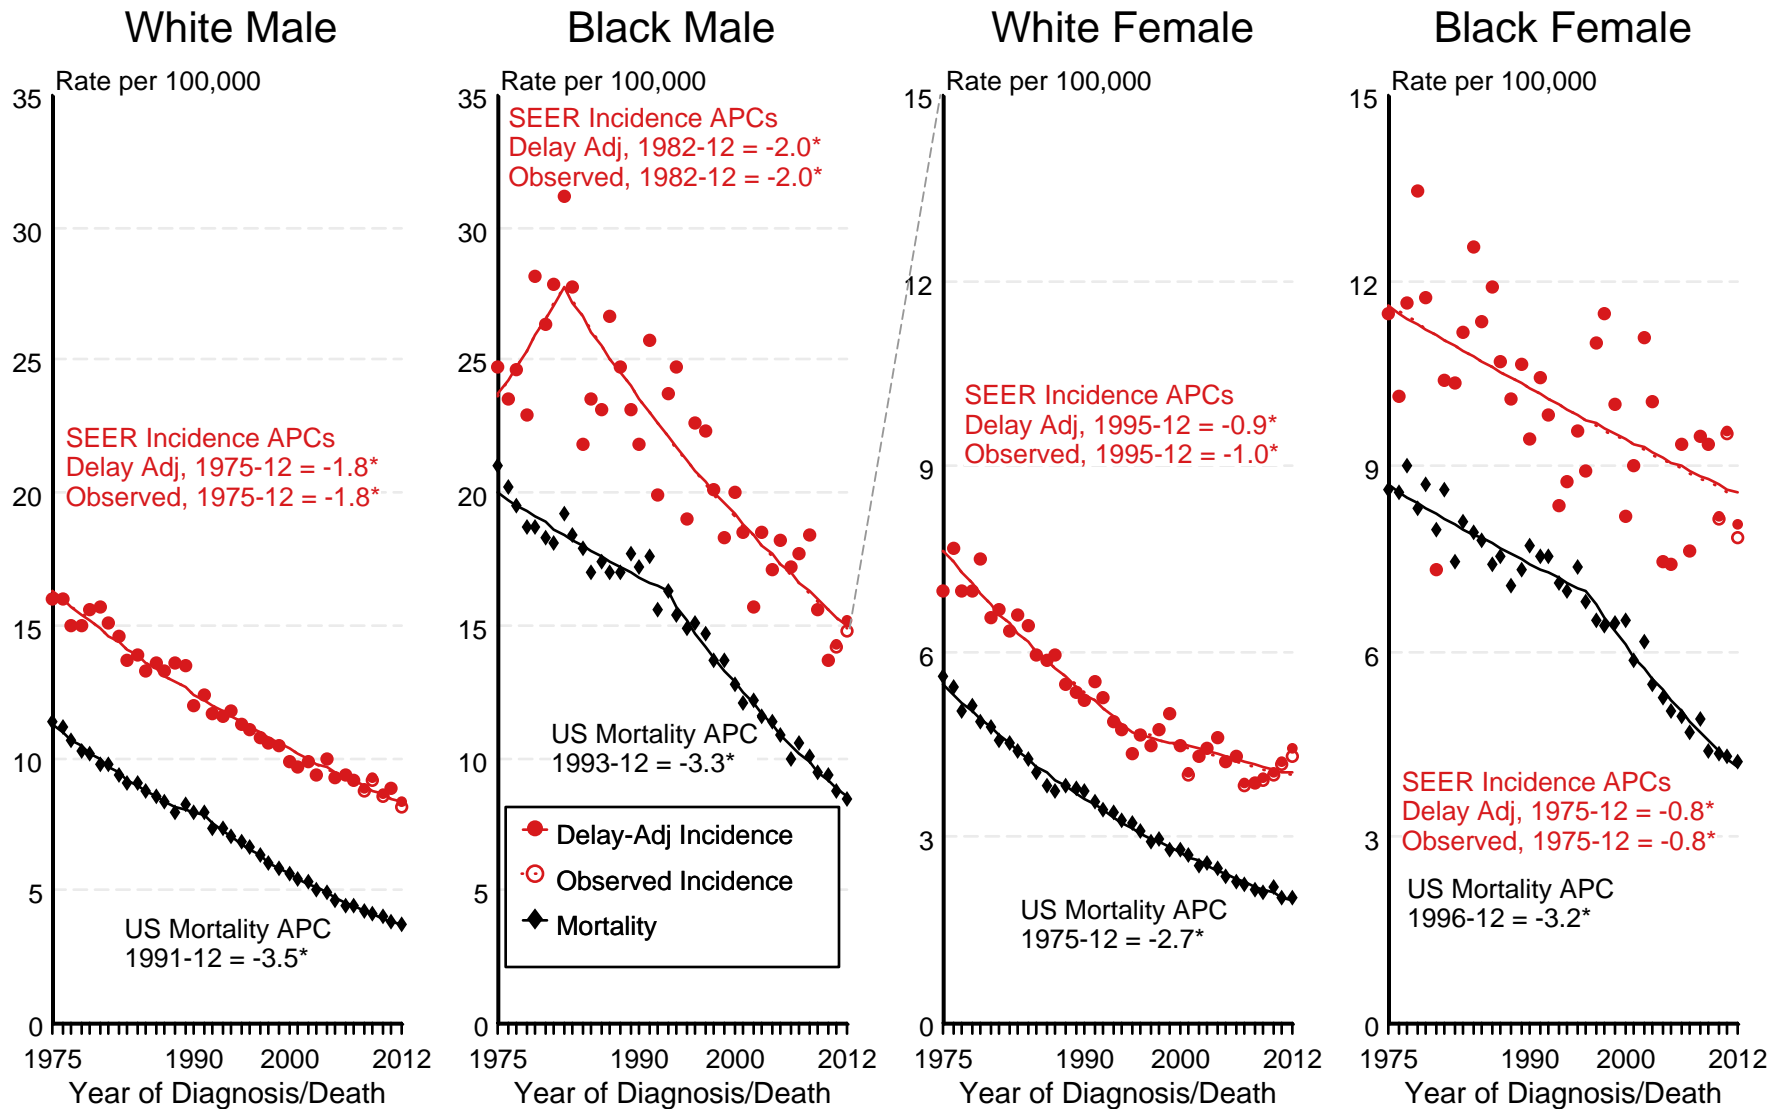 White Male
Rate per 100,000
35
30
25
20
15
10
5
0
SEER Incidence APCs
Delay Adj, 1975-12 = -1.8*
Observed, 1975-12 = -1.8*
US Mortality APC
1991-12 = -3.5*
1975 1990 2000 2012
Year of Diagnosis/Death
Black Male
Rate per 100,000
35
30
25
20
15
10
5
0
SEER Incidence APCs
Delay Adj, 1982-12 = -2.0*
Observed, 1982-12 = -2.0*
US Mortality APC
1993-12 = -3.3*
Delay-Adj Incidence
Observed Incidence
Mortality
1975 1990 2000 2012
Year of Diagnosis/Death
White Female
Rate per 100,000
15
12
9
6
3
0
SEER Incidence APCs
Delay Adj, 1995-12 = -0.9*
Observed, 1995-12 = -1.0*
US Mortality APC
1975-12 = -2.7*
1975 1990 2000 2012
Year of Diagnosis/Death
Black Female
Rate per 100,000
15
12
9
6
3
0
SEER Incidence APCs
Delay Adj, 1975-12 = -0.8*
Observed, 1975-12 = -0.8*
US Mortality APC
1996-12 = -3.2*
1975 1990 2000 2012
Year of Diagnosis/Death